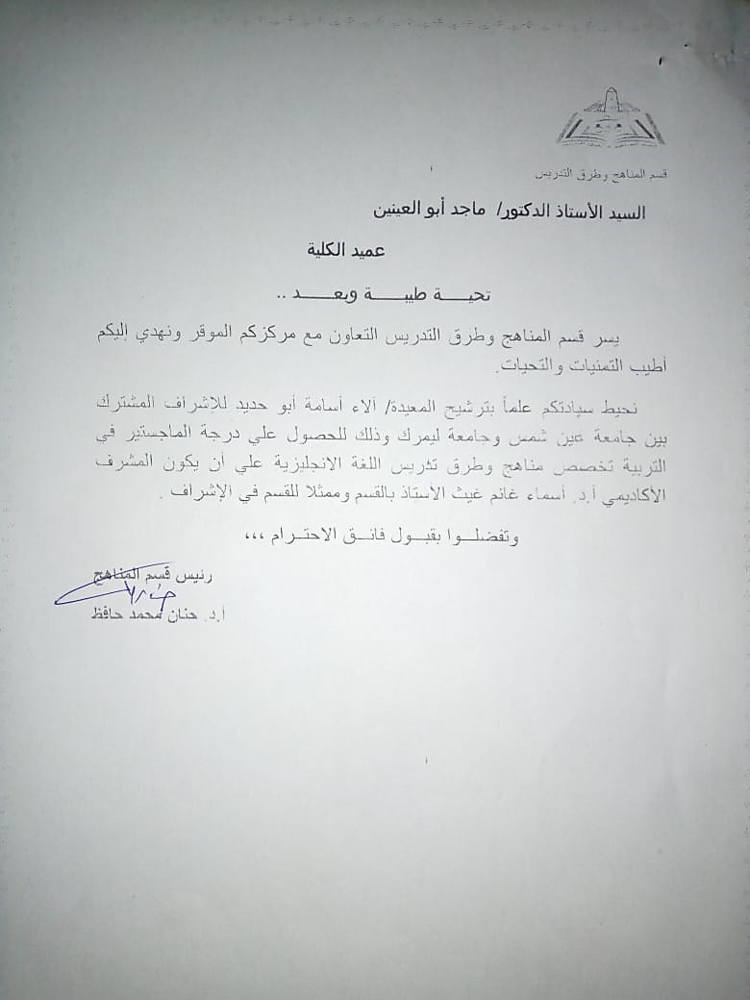 قسم المناهج وطرق التدريس
السيد الأستاذ الدكتور/ ماجد أبو العينين
عميد الكلية
تحيـــة طيبـــة وبعـــد ..
يسر قسم المناهج وطرق التدريس التعاون مع مركزكم الموقر ونهدي إليكم
أطيب التمنيات والتحيات.
نحيط سيادتكم علماً بترشيح المعيدة/ آلاء أسامة أبو حديد للإشراف المشترك
بين جامعة عين شمس وجامعة ليمرك وذلك للحصول علي درجة الماجستير في
التربية تخصص مناهج وطرق تدريس اللغة الانجليزية علي أن يكون المشرف
الأكاديمي أ.د. أسماء غانم غيث الأستاذ بالقسم وممثلا للقسم في الإشراف .
وتفضلـوا بقبول فائـق الاحتـرام ،،،
رئيس قسم المناهج
أ.د. حنان محمد حافظ